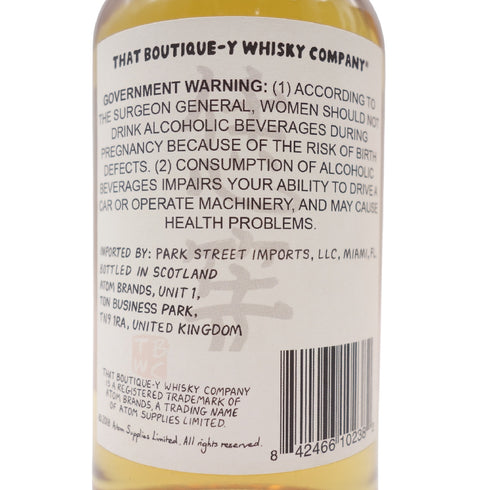 THAT BOUTIQUE-Y WHISKY COMPANY®
GOVERNMENT WARNING: (1) ACCORDING TO
THE SURGEON GENERAL, WOMEN SHOULD NOT
DRINK ALCOHOLIC BEVERAGES DURING
PREGNANCY BECAUSE OF THE RISK OF BIRTH
DEFECTS. (2) CONSUMPTION OF ALCOHOLIC
BEVERAGES IMPAIRS YOUR ABILITY TO DRIVE A
CAR OR OPERATE MACHINERY, AND MAY CAUSE
HEALTH PROBLEMS.
IMPORTED BY: PARK STREET IMPORTS, LLC, MIAMI, FL.
BOTTLED IN SCOTLAND
ATOM BRANDS, UNIT 1,
TON BUSINESS PARK,
TN9 1RA, UNITED KINGDOM
TB
WC
THAT BOUTIQUE-Y WHISKY COMPANY
IS A REGISTERED TRADEMARK OF
ATOM BRANDS, A TRADING NAME
OF ATOM SUPPLIES LIMITED.
Atom Supplies Limited. All rights reserved.
8 42466 10238